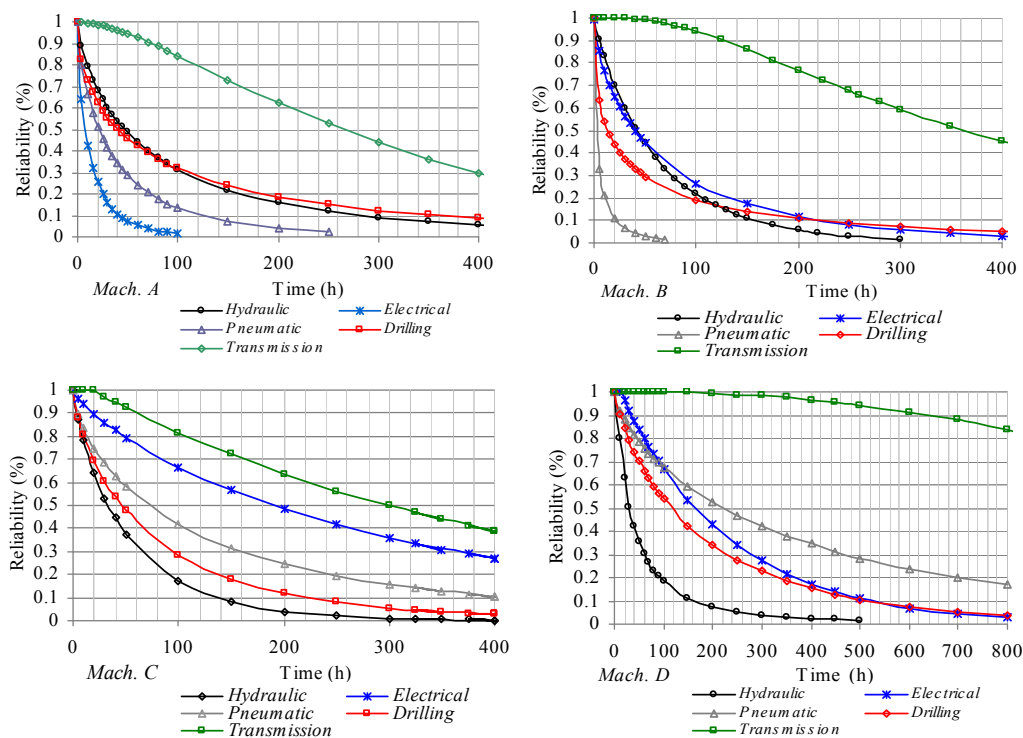 Reliability (%)
1
0.9
0.8
0.7
0.6
0.5
0.4
0.3
0.2
0.1
0
0 100 200 300 400
Mach. A Time (h)
Hydraulic Electrical
Pneumatic Drilling
Transmission
Reliability (%)
1
0.9
0.8
0.7
0.6
0.5
0.4
0.3
0.2
0.1
0
0 100 200 300 400
Mach. B Time (h)
Hydraulic Electrical
Pneumatic Drilling
Transmission
Reliability (%)
1
0.9
0.8
0.7
0.6
0.5
0.4
0.3
0.2
0.1
0
0 100 200 300 400
Mach. C Time (h)
Hydraulic Electrical
Pneumatic Drilling
Transmission
Reliability (%)
1
0.9
0.8
0.7
0.6
0.5
0.4
0.3
0.2
0.1
0
0 100 200 300 400 500 600 700 800
Mach. D Time (h)
Hydraulic Electrical
Pneumatic Drilling
Transmission